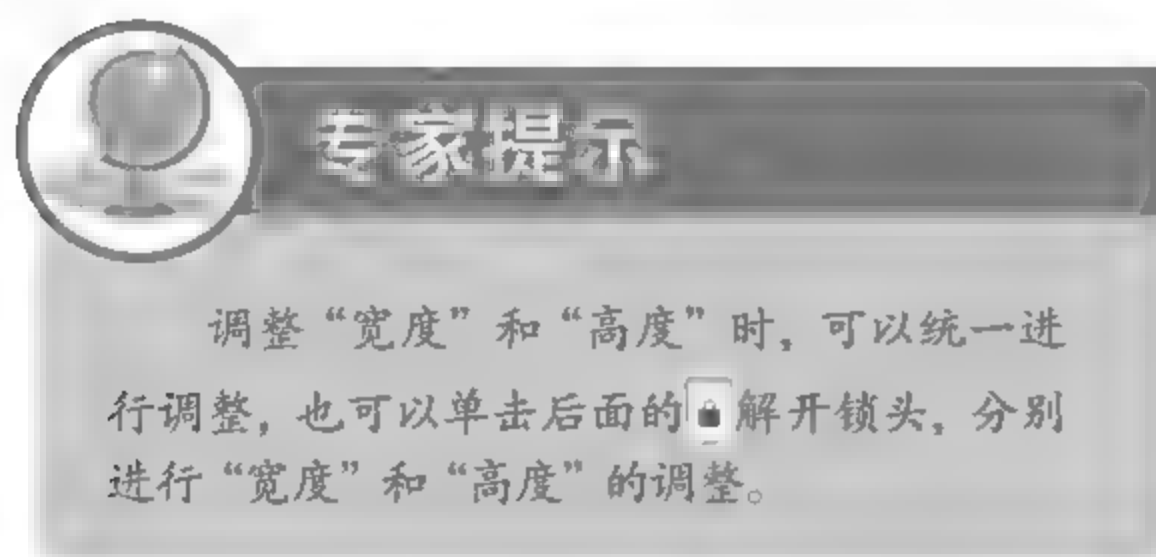 专家提示
调整“宽度”和“高度”时，可以统一进
行调整，也可以单击后面的解开锁头，分别
进行“宽度”和“高度”的调整。